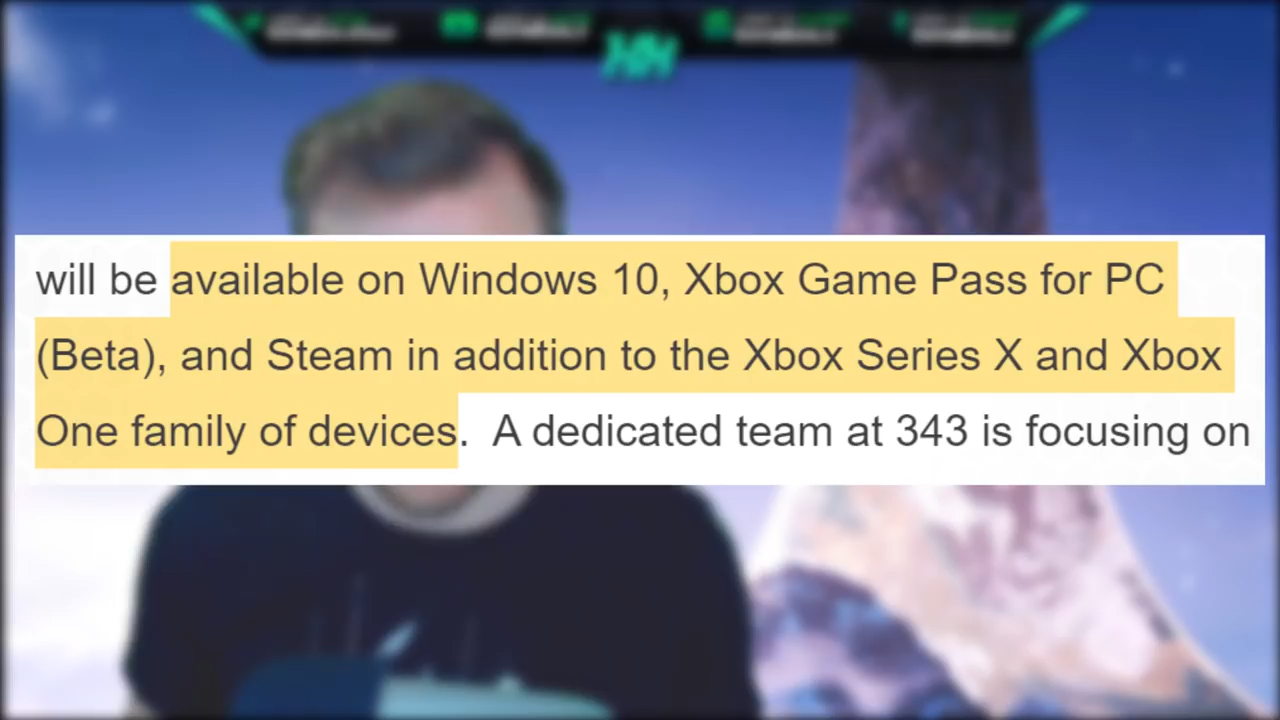 HH
will be available on Windows 10, Xbox Game Pass for PC
(Beta), and Steam in addition to the Xbox Series X and Xbox
One family of devices.  A dedicated team at 343 is focusing on